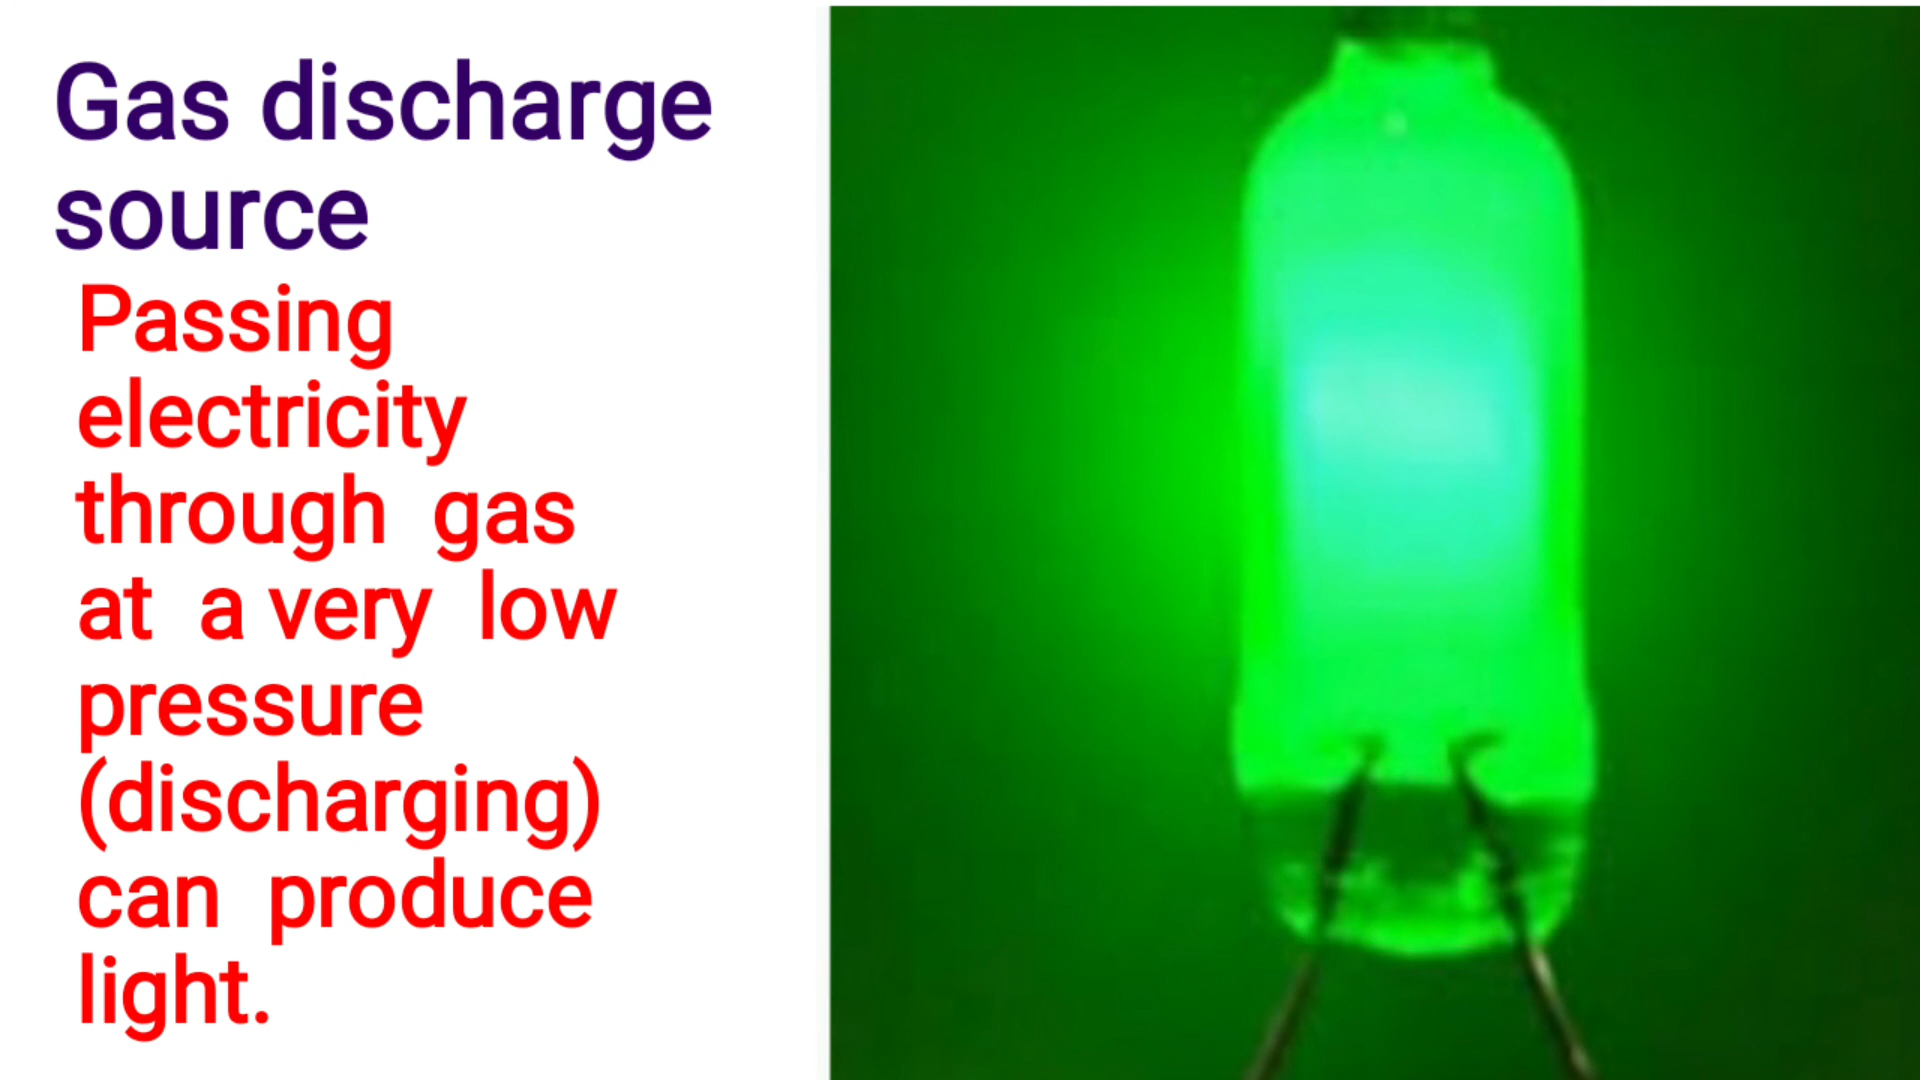 Gas discharge
source
Passing
electricity
through gas
at a very low
pressure
(discharging)
can produce
light.